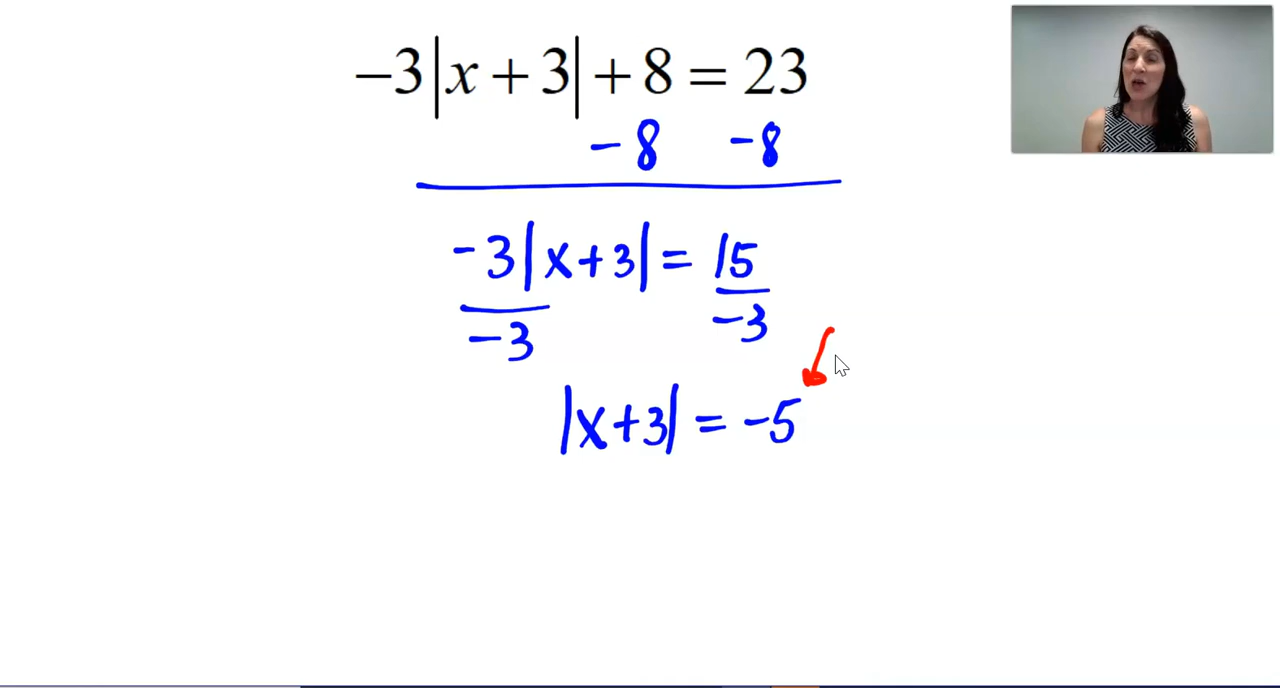 −3|x + 3| + 8 = 23
− 8 − 8
-3|x+3| = 15
−3 −3
|x+3| = -5